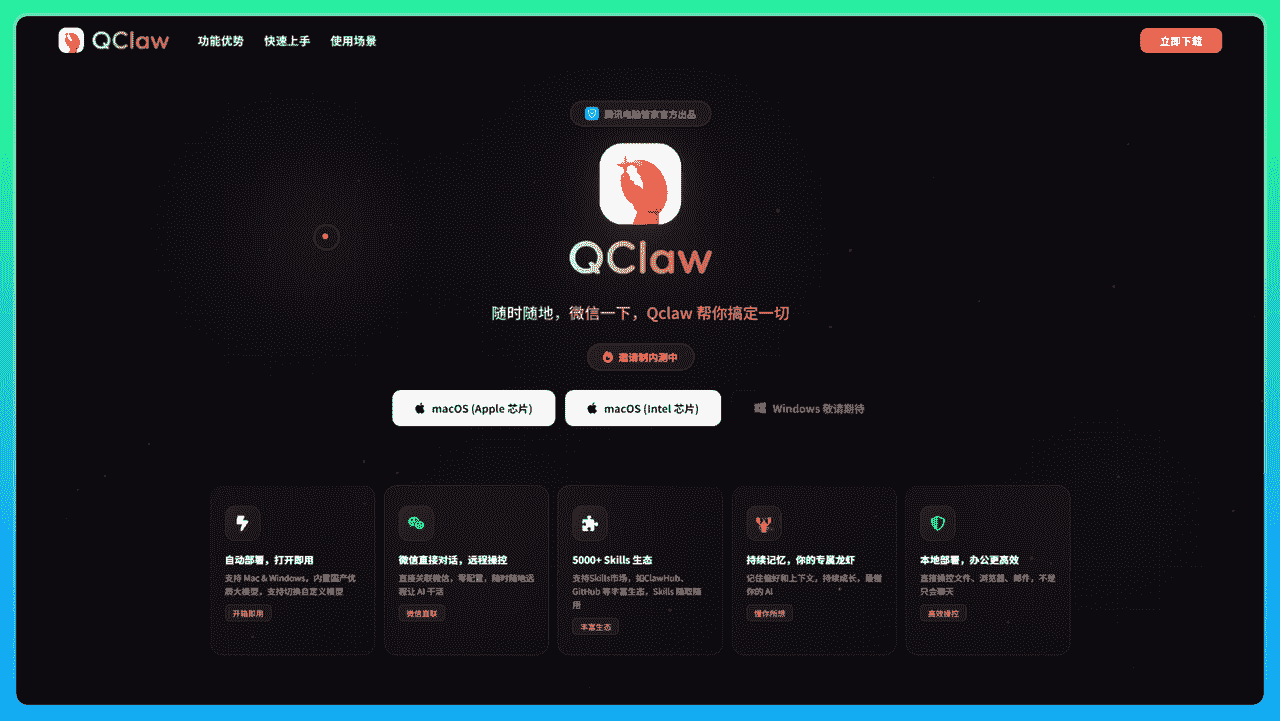 QClaw
功能优势
快速上手
使用场景
立即下载
腾讯电脑管家官方出品
QClaw
随时随地，微信一下，Qclaw 帮你搞定一切
邀请制内测中
macOS (Apple 芯片)
macOS (Intel 芯片)
Windows 敬请期待
自动部署，打开即用
支持 Mac & Windows，内置国产优
质大模型，支持切换自定义模型
开箱即用
微信直接对话，远程操控
直接关联微信，零配置，随时随地远
程让 AI 干活
微信直联
5000+ Skills 生态
支持Skills市场，如ClawHub、
GitHub 等丰富生态，Skills 随取随
用
丰富生态
持续记忆，你的专属龙虾
记住偏好和上下文，持续成长，最懂
你的 AI
懂你所想
本地部署，办公更高效
直接操控文件、浏览器、邮件，不是
只会聊天
高效操控